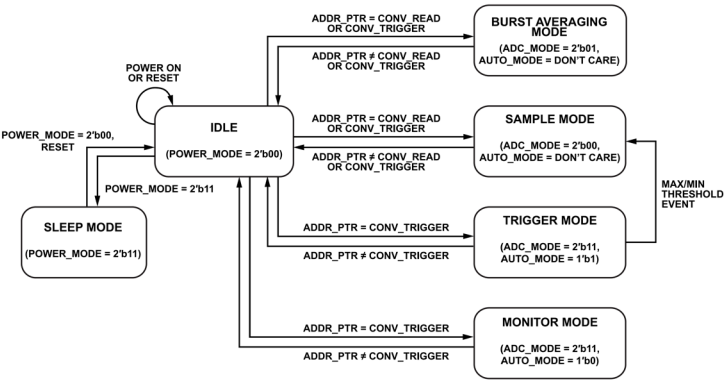 ADDR_PTR = CONV_READ
OR CONV_TRIGGER
ADDR_PTR ≠ CONV_READ
OR CONV_TRIGGER
BURST AVERAGING
MODE
(ADC_MODE = 2'b01,
AUTO_MODE = DON'T CARE)
POWER ON
OR RESET
IDLE
(POWER_MODE = 2'b00)
ADDR_PTR = CONV_READ
OR CONV_TRIGGER
ADDR_PTR ≠ CONV_READ
OR CONV_TRIGGER
SAMPLE MODE
(ADC_MODE = 2'b00,
AUTO_MODE = DON'T CARE)
POWER_MODE = 2'b00,
RESET
POWER_MODE = 2'b11
SLEEP MODE
(POWER_MODE = 2'b11)
MAX/MIN
THRESHOLD
EVENT
ADDR_PTR = CONV_TRIGGER
ADDR_PTR ≠ CONV_TRIGGER
TRIGGER MODE
(ADC_MODE = 2'b11,
AUTO_MODE = 1'b1)
ADDR_PTR = CONV_TRIGGER
ADDR_PTR ≠ CONV_TRIGGER
MONITOR MODE
(ADC_MODE = 2'b11,
AUTO_MODE = 1'b0)